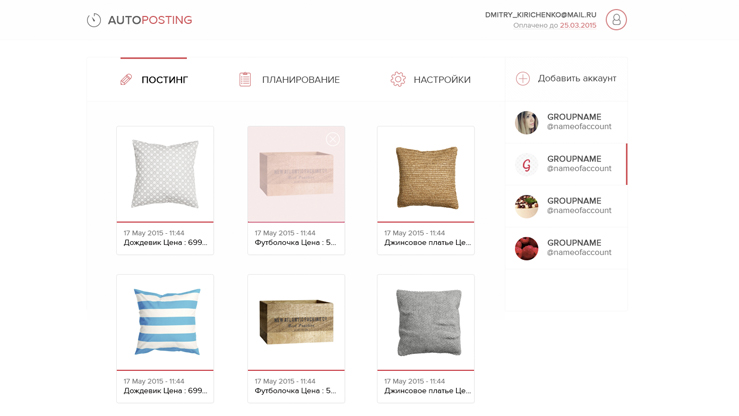 AUTOPOSTING
DMITRY_KIRICHENKO@MAIL.RU
Оплачено до 25.03.2015
ПОСТИНГ
ПЛАНИРОВАНИЕ
НАСТРОЙКИ
Добавить аккаунт
GROUPNAME
@nameofaccount
GROUPNAME
@nameofaccount
GROUPNAME
@nameofaccount
GROUPNAME
@nameofaccount
17 May 2015 - 11:44
Дождевик Цена : 699...
17 May 2015 - 11:44
Футболочка Цена : 5...
17 May 2015 - 11:44
Джинсовое платье Це...
17 May 2015 - 11:44
Дождевик Цена : 699...
17 May 2015 - 11:44
Футболочка Цена : 5...
17 May 2015 - 11:44
Джинсовое платье Це...